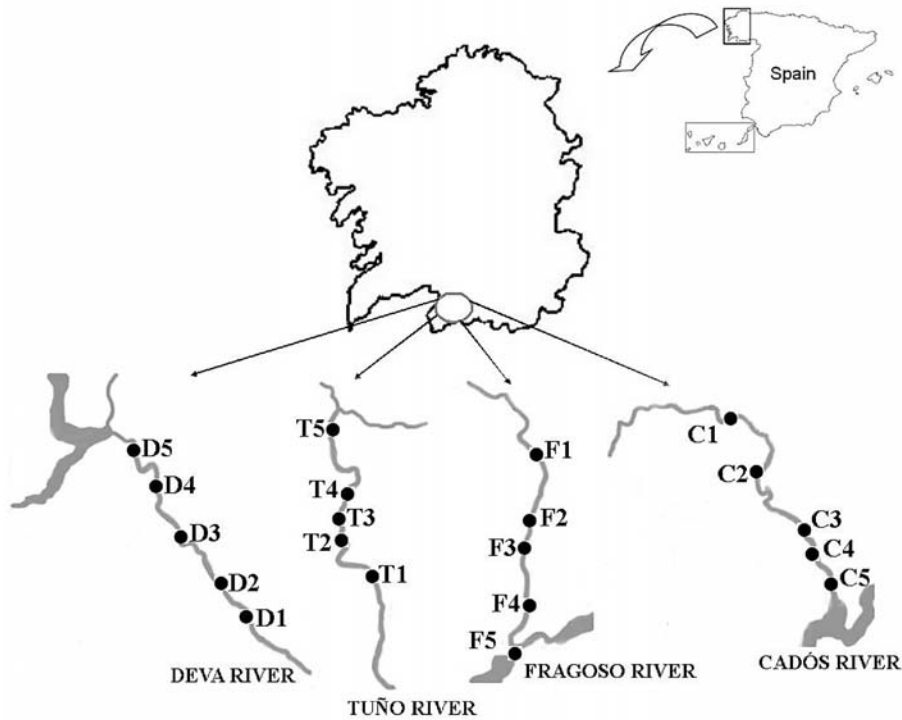 Spain
D5
D4
D3
D2
D1
DEVA RIVER
T5
T4
T3
T2
T1
TUÑO RIVER
F1
F2
F3
F4
F5
FRAGOSO RIVER
C1
C2
C3
C4
C5
CADÓS RIVER